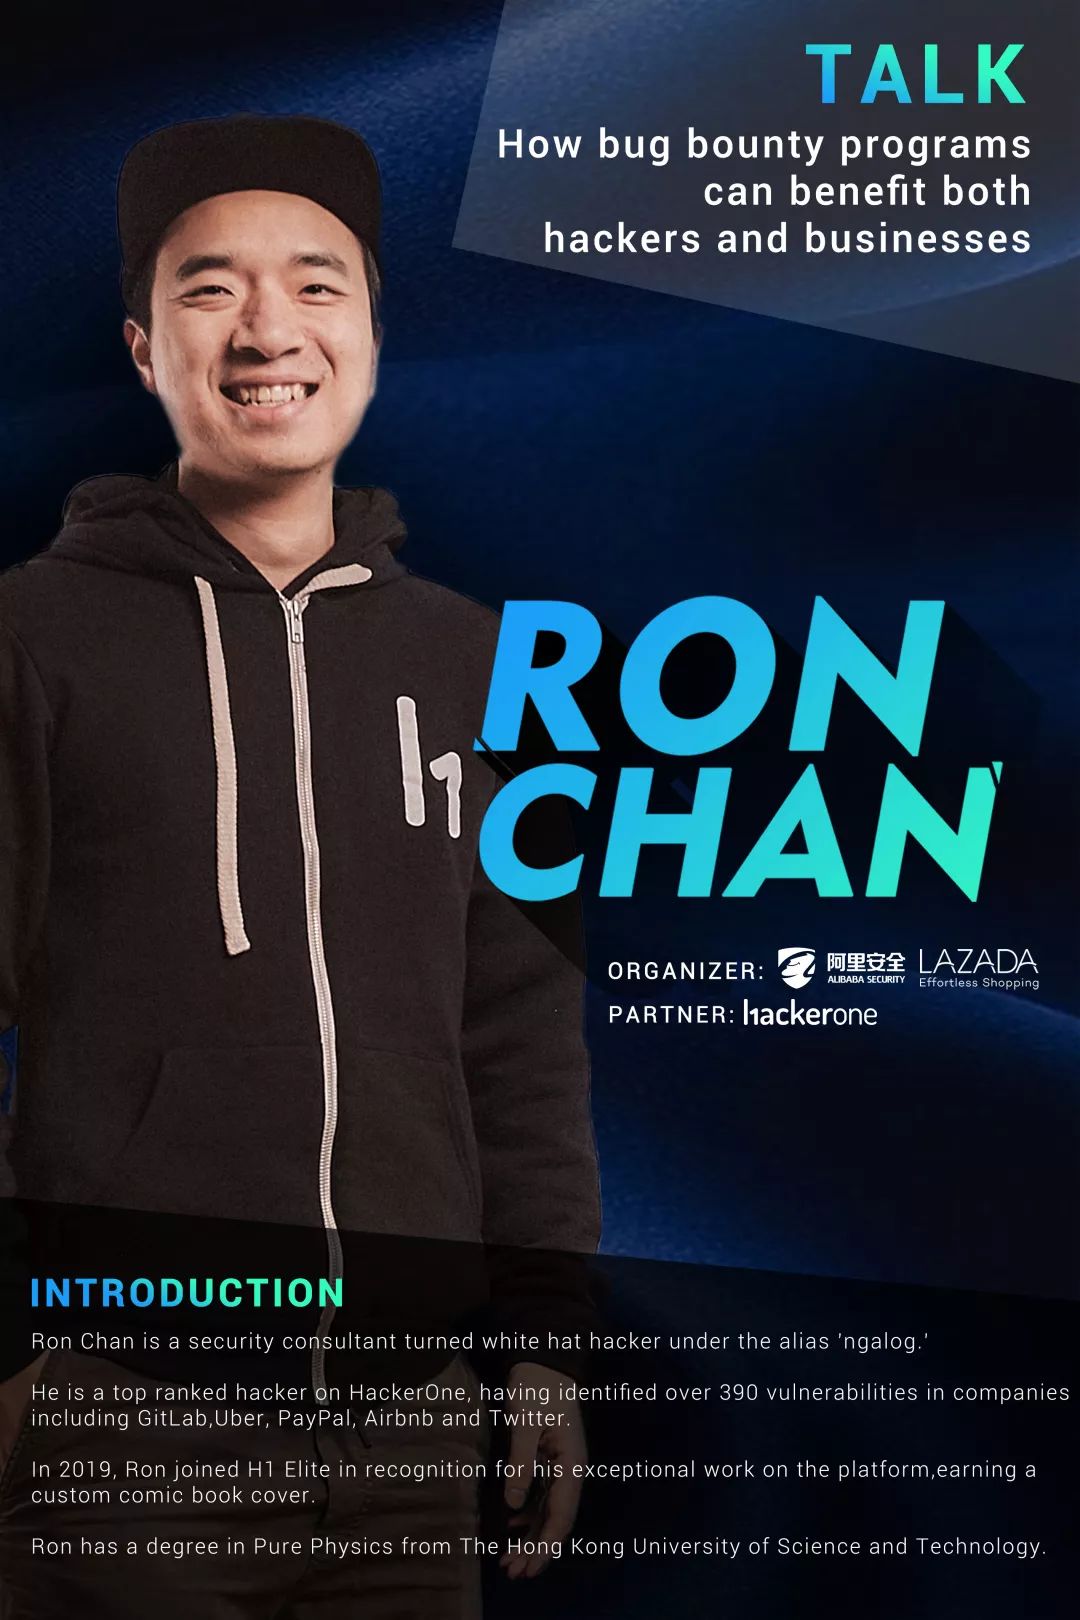 TALK
How bug bounty programs
can benefit both
hackers and businesses
h1
RON
CHAN
ORGANIZER: 阿里安全 ALIBABA SECURITY LAZADA Effortless Shopping
PARTNER: hackerone
INTRODUCTION
Ron Chan is a security consultant turned white hat hacker under the alias 'ngalog.'
He is a top ranked hacker on HackerOne, having identified over 390 vulnerabilities in companies
including GitLab,Uber, PayPal, Airbnb and Twitter.
In 2019, Ron joined H1 Elite in recognition for his exceptional work on the platform,earning a
custom comic book cover.
Ron has a degree in Pure Physics from The Hong Kong University of Science and Technology.